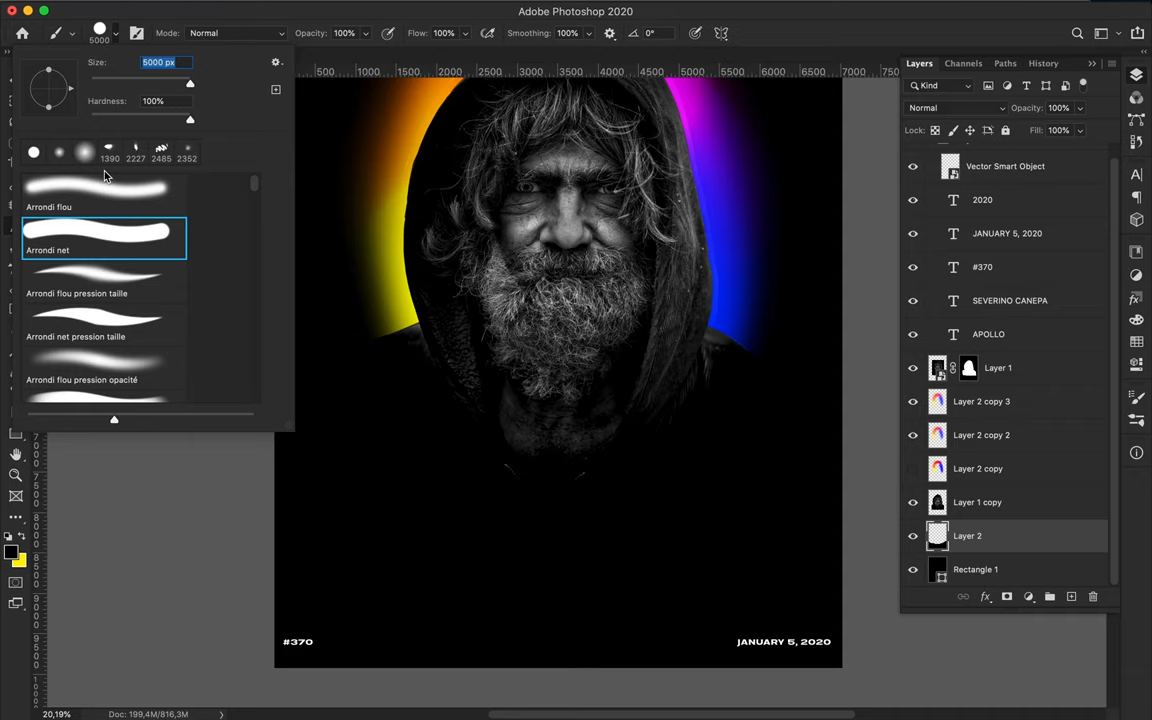 Adobe Photoshop 2020
5000
Mode: Normal
Opacity: 100%
Flow: 100%
Smoothing: 100%
0°
Size: 5000 px
Hardness: 100%
1390 2227 2485 2352
Arrondi flou
Arrondi net
Arrondi flou pression taille
Arrondi net pression taille
Arrondi flou pression opacité
500 1000 1500 2000 2500 3000 3500 4000 4500 5000 5500 6000 6500 7000 7500
Layers Channels Paths History
Kind
Normal Opacity: 100%
Lock: Fill: 100%
Vector Smart Object
T 2020
T JANUARY 5, 2020
T #370
T SEVERINO CANEPA
T APOLLO
Layer 1
Layer 2 copy 3
Layer 2 copy 2
Layer 2 copy
Layer 1 copy
Layer 2
Rectangle 1
fx
#370 JANUARY 5, 2020
20,19% Doc: 199,4M/816,3M